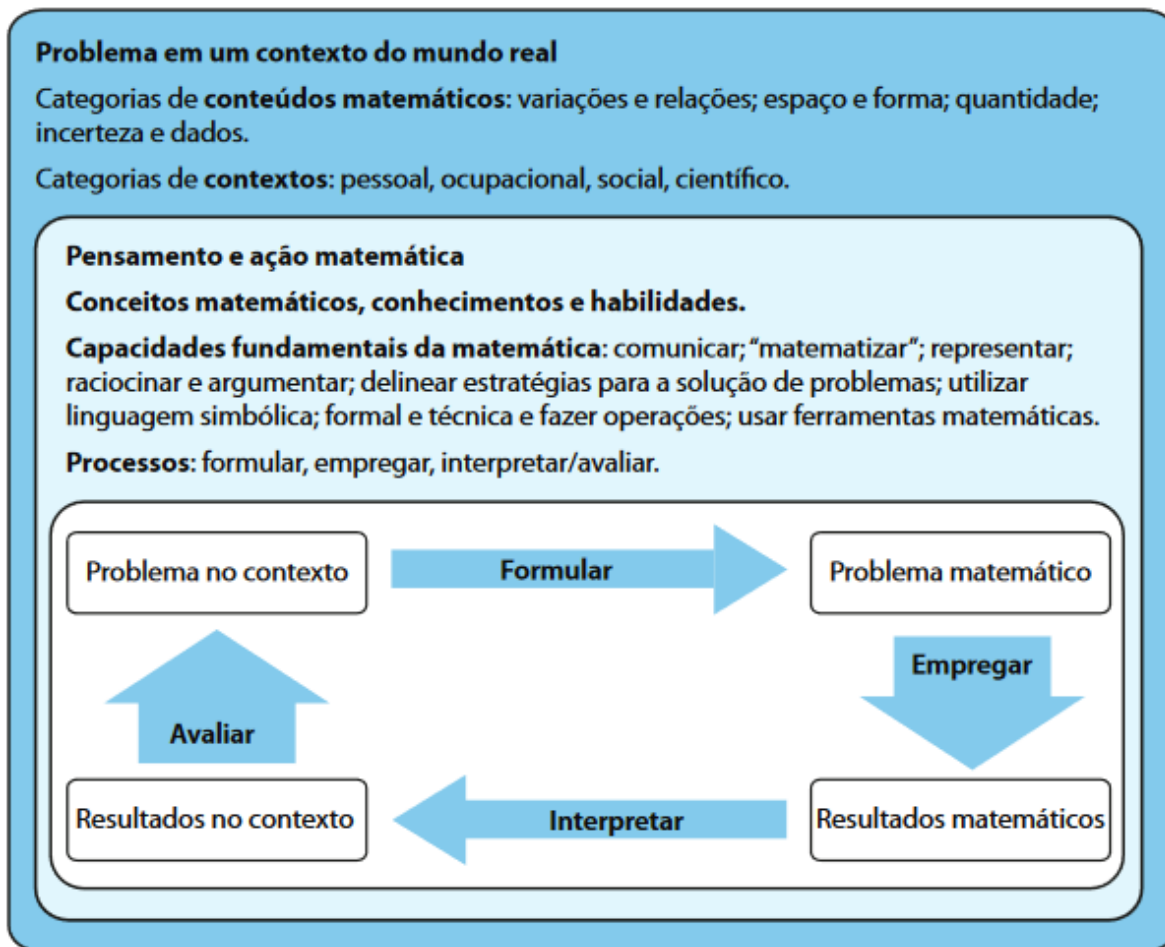 Problema em um contexto do mundo real
Categorias de conteúdos matemáticos: variações e relações; espaço e forma; quantidade;
incerteza e dados.
Categorias de contextos: pessoal, ocupacional, social, científico.
Pensamento e ação matemática
Conceitos matemáticos, conhecimentos e habilidades.
Capacidades fundamentais da matemática: comunicar; “matematizar”; representar;
raciocinar e argumentar; delinear estratégias para a solução de problemas; utilizar
linguagem simbólica; formal e técnica e fazer operações; usar ferramentas matemáticas.
Processos: formular, empregar, interpretar/avaliar.
Problema no contexto
Formular
Problema matemático
Empregar
Avaliar
Resultados no contexto
Interpretar
Resultados matemáticos